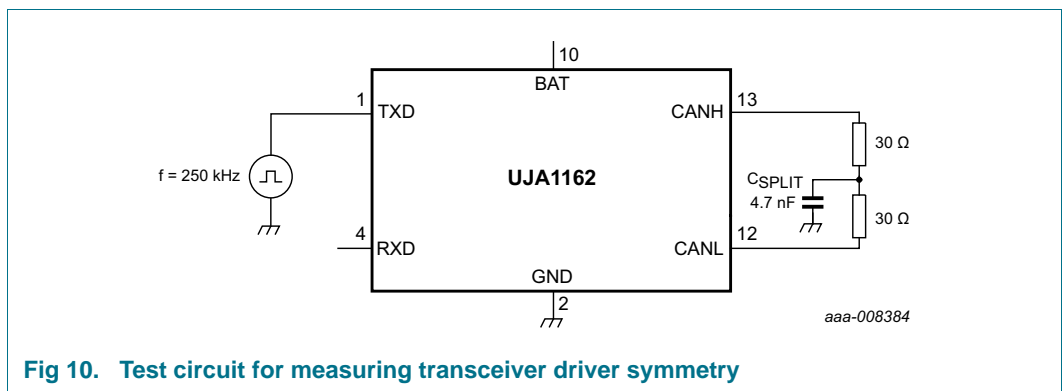 10
BAT
1
TXD
CANH
13
30 Ω
f = 250 kHz
UJA1162
CSPLIT
4.7 nF
30 Ω
4
RXD
CANL
12
GND
2
aaa-008384
Fig 10. Test circuit for measuring transceiver driver symmetry